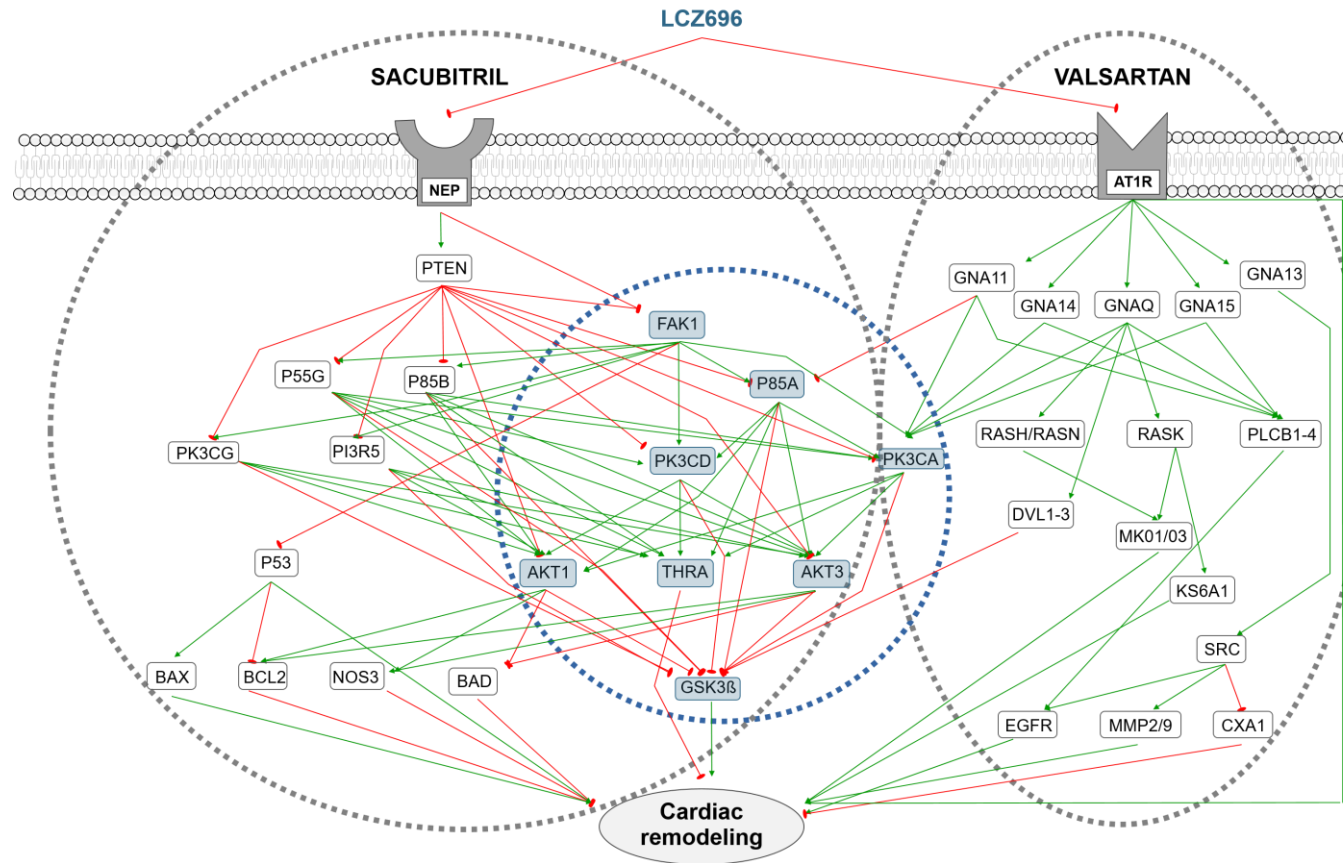 LCZ696
SACUBITRIL
VALSARTAN
NEP
AT1R
PTEN
GNA11
GNA13
GNA14
GNAQ
GNA15
FAK1
P55G
P85B
P85A
PK3CG
PI3R5
PK3CD
PK3CA
RASH/RASN
RASK
PLCB1-4
DVL1-3
MK01/03
P53
AKT1
THRA
AKT3
KS6A1
SRC
BAX
BCL2
NOS3
BAD
GSK3ß
EGFR
MMP2/9
CXA1
Cardiac
remodeling